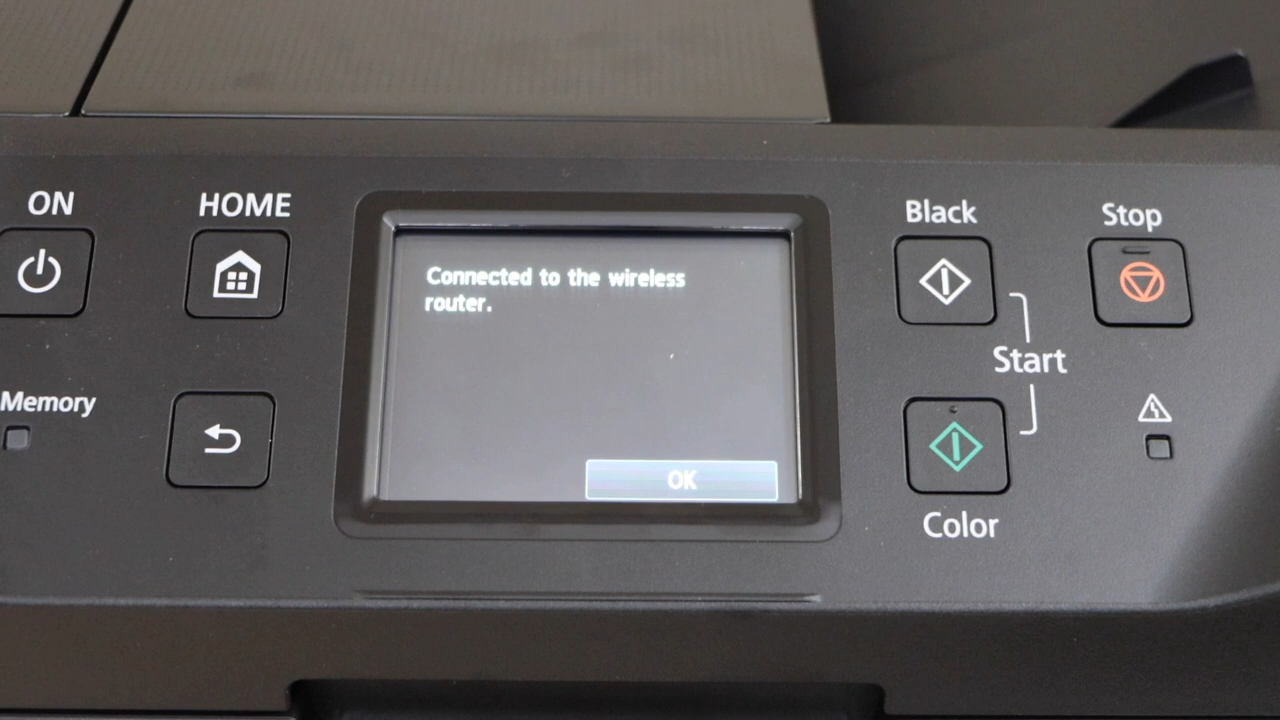 ON
HOME
Black
Stop
Connected to the wireless
router.
Start
Memory
OK
Color